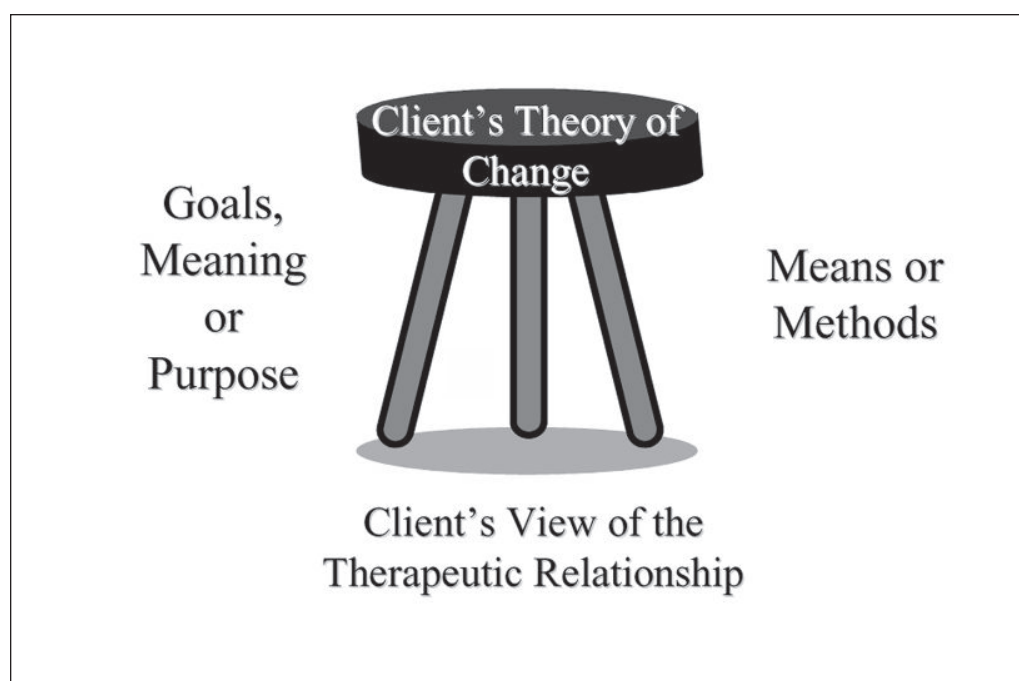 Client’s Theory of
Change
Goals,
Meaning
or
Purpose
Means or
Methods
Client’s View of the
Therapeutic Relationship